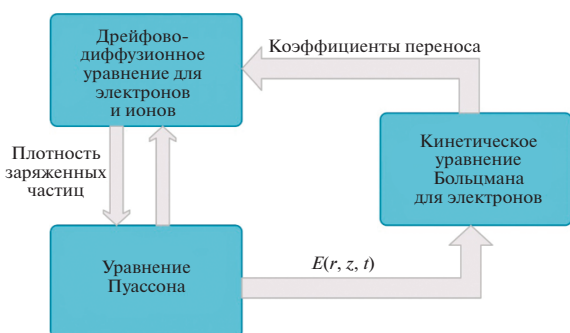 Дрейфово-
диффузионное
уравнение для
электронов
и ионов
Коэффициенты переноса
Плотность
заряженных
частиц
Кинетическое
уравнение
Больцмана
для электронов
Уравнение
Пуассона
E(r, z, t)